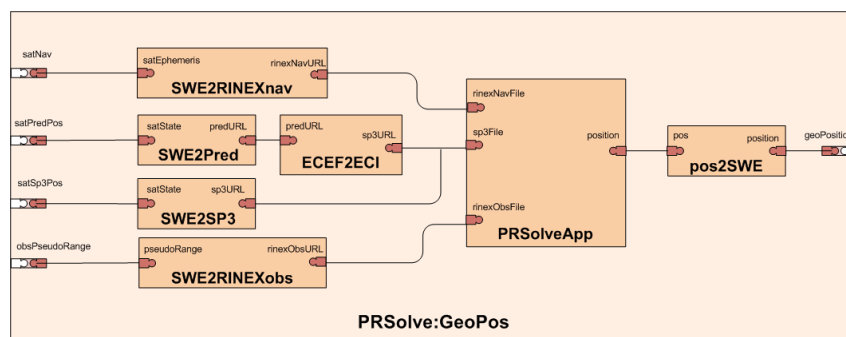 satNav
satEphemeris
rinexNavURL
SWE2RINEXnav
satPredPos
satState
predURL
SWE2Pred
predURL
sp3URL
ECEF2ECI
satSp3Pos
satState
sp3URL
SWE2SP3
obsPseudoRange
pseudoRange
rinexObsURL
SWE2RINEXobs
rinexNavFile
sp3File
position
rinexObsFile
PRSolveApp
pos
position
pos2SWE
geoPosition
PRSolve:GeoPos